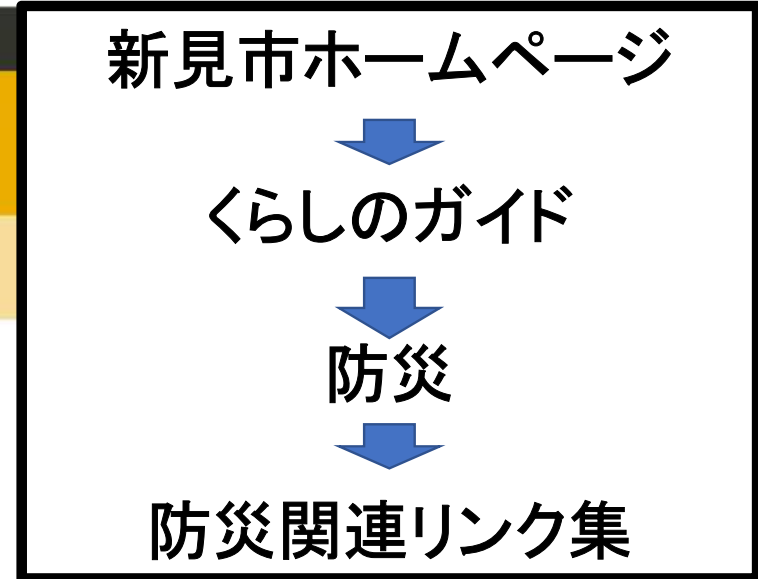 新見市ホームページ
くらしのガイド
防災
防災関連リンク集